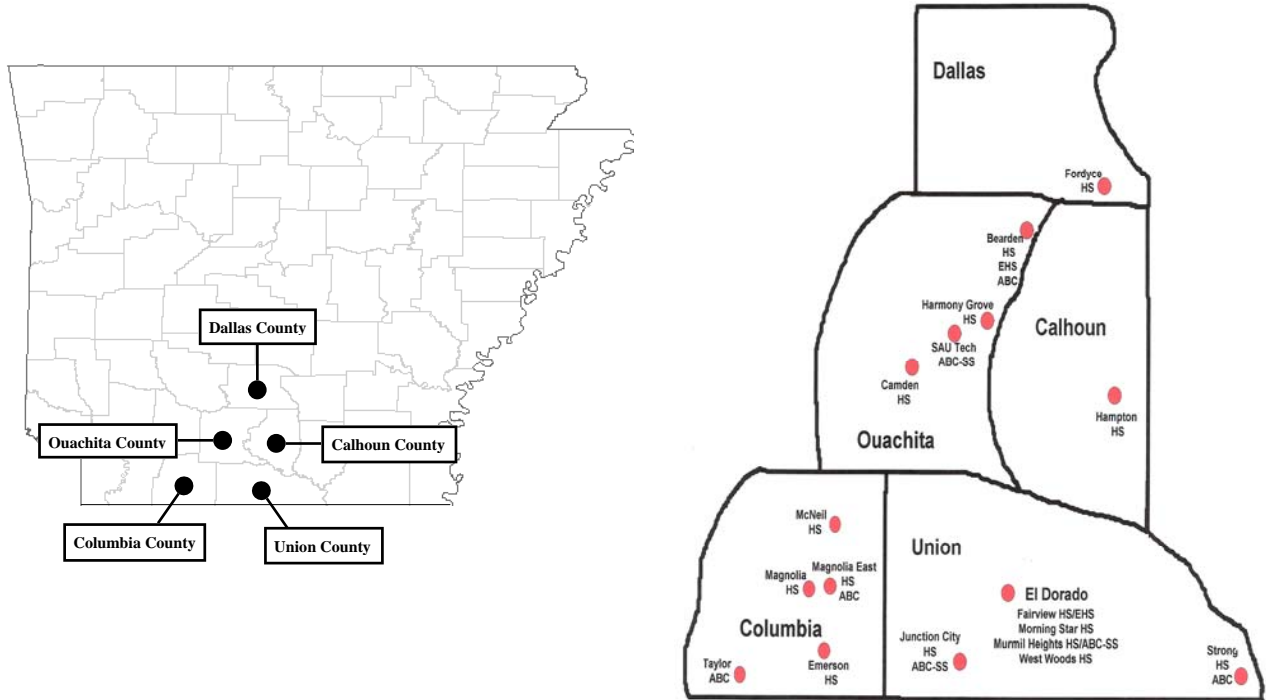 Dallas County
Ouachita County
Calhoun County
Columbia County
Union County
Dallas
Fordyce
HS
Bearden
HS
EHS
ABC
Harmony Grove
HS
SAU Tech
ABC-SS
Camden
HS
Ouachita
Calhoun
Hampton
HS
McNeil
HS
Magnolia
HS
Magnolia East
HS
ABC
Columbia
Emerson
HS
Taylor
ABC
Union
El Dorado
Fairview HS/EHS
Morning Star HS
Murmil Heights HS/ABC-SS
West Woods HS
Junction City
HS
ABC-SS
Strong
HS
ABC